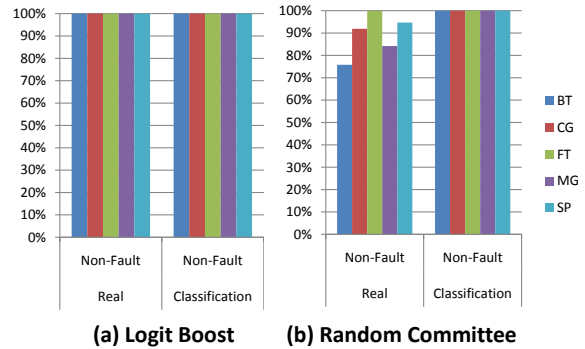 100%
90%
80%
70%
60%
50%
40%
30%
20%
10%
0%
Non-Fault Non-Fault
Real Classification
(a) Logit Boost
100%
90%
80%
70%
60%
50%
40%
30%
20%
10%
0%
Non-Fault Non-Fault
Real Classification
(b) Random Committee
BT
CG
FT
MG
SP